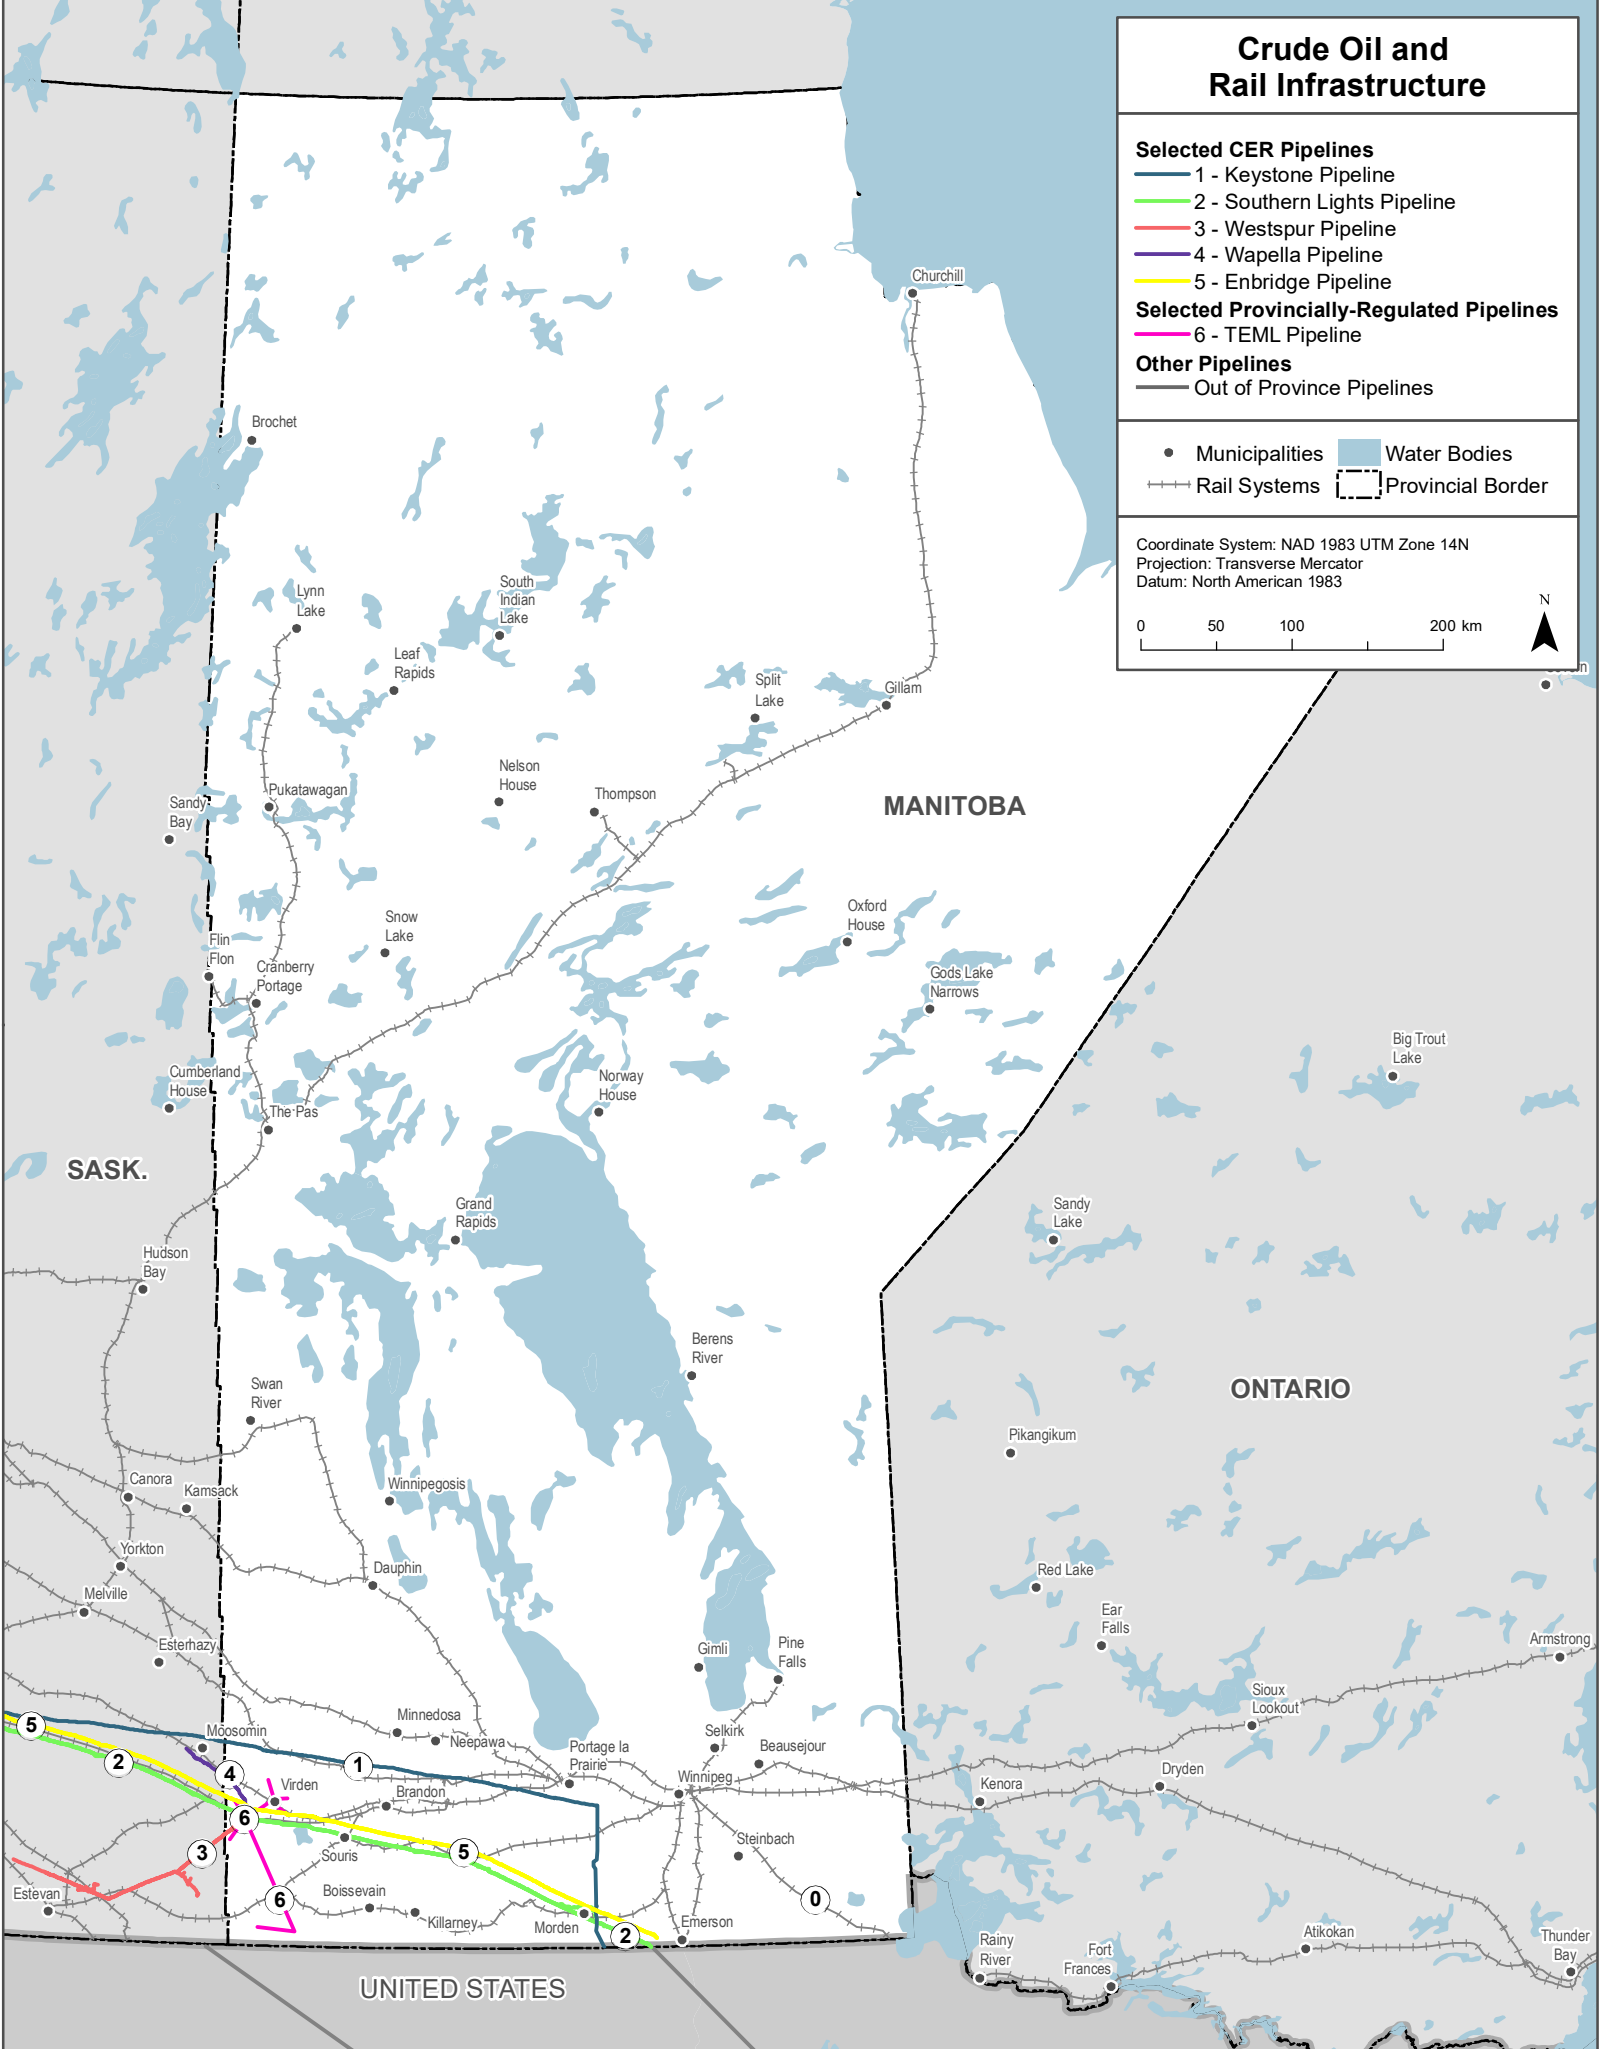 Crude Oil and
Rail Infrastructure
Selected CER Pipelines
1 - Keystone Pipeline
2 - Southern Lights Pipeline
3 - Westspur Pipeline
4 - Wapella Pipeline
5 - Enbridge Pipeline
Selected Provincially-Regulated Pipelines
6 - TEML Pipeline
Other Pipelines
Out of Province Pipelines
Municipalities
Water Bodies
Rail Systems
Provincial Border
Coordinate System: NAD 1983 UTM Zone 14N
Projection: Transverse Mercator
Datum: North American 1983
N
0 50 100 200 km
Churchill
Brochet
Lynn
Lake
South
Indian
Lake
Leaf
Rapids
Split
Lake
Gillam
Nelson
House
Thompson
Pukatawagan
Sandy
Bay
MANITOBA
Snow
Lake
Oxford
House
Flin
Flon
Cranberry
Portage
Gods Lake
Narrows
Big Trout
Lake
Cumberland
House
Norway
House
The Pas
SASK.
Grand
Rapids
Sandy
Lake
Hudson
Bay
Berens
River
Swan
River
ONTARIO
Pikangikum
Canora
Kamsack
Winnipegosis
Yorkton
Dauphin
Melville
Red Lake
Ear
Falls
Esterhazy
Gimli
Pine
Falls
Armstrong
Sioux
Lookout
Minnedosa
Neepawa
Moosomin
Selkirk
Beausejour
Portage la
Prairie
Winnipeg
Virden
Brandon
Kenora
Dryden
Souris
Steinbach
Estevan
Boissevain
Killarney
Morden
Emerson
Rainy
River
Fort
Frances
Atikokan
Thunder
Bay
UNITED STATES
5
2
4
1
6
3
5
6
0
2